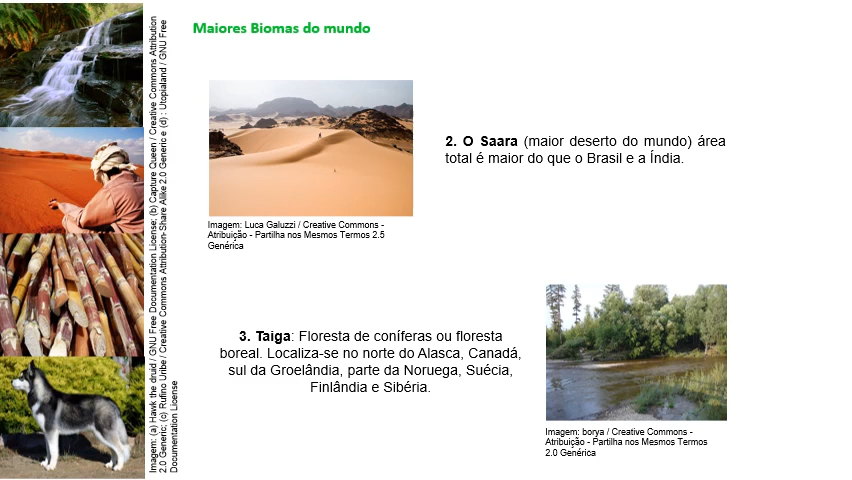 Maiores Biomas do mundo
Imagem: (a) Hawk the druid / GNU Free Documentation License; (b) Capture Queen / Creative Commons Attribution
2.0 Generic; (c) Rufino Uribe / Creative Commons Attribution-Share Alike 2.0 Generic e (d) : Utopialand / GNU Free
Documentation License
2. O Saara (maior deserto do mundo) área
total é maior do que o Brasil e a Índia.
Imagem: Luca Galuzzi / Creative Commons -
Atribuição - Partilha nos Mesmos Termos 2.5
Genérica
3. Taiga: Floresta de coníferas ou floresta
boreal. Localiza-se no norte do Alasca, Canadá,
sul da Groelândia, parte da Noruega, Suécia,
Finlândia e Sibéria.
Imagem: borya / Creative Commons -
Atribuição - Partilha nos Mesmos Termos
2.0 Genérica